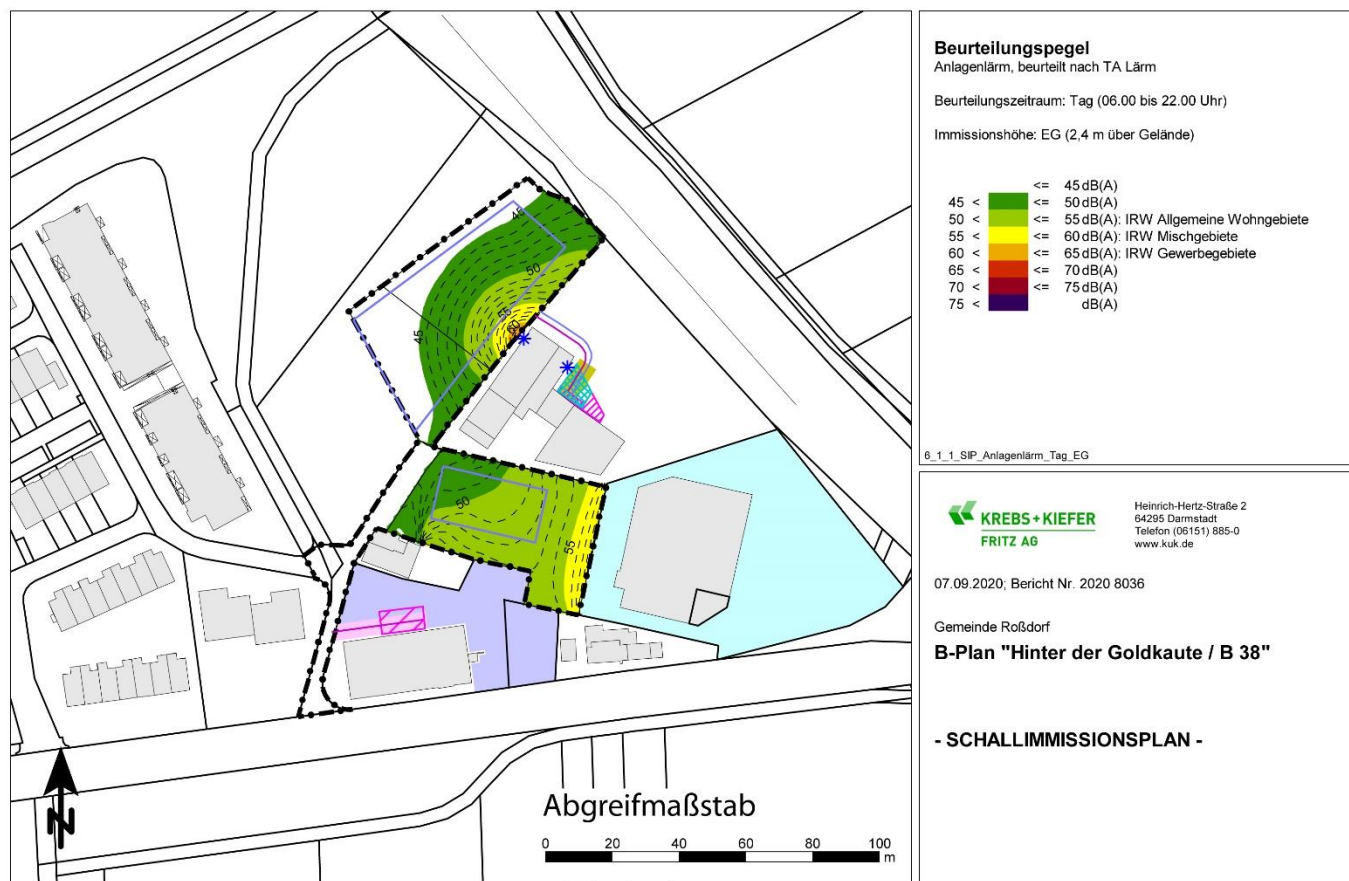 45
50
55
60
45
50
55
N
Abgreifmaßstab
0 20 40 60 80 100
m
Beurteilungspegel
Anlagenlärm, beurteilt nach TA Lärm
Beurteilungszeitraum: Tag (06.00 bis 22.00 Uhr)
Immissionshöhe: EG (2,4 m über Gelände)
<= 45 dB(A)
45 < <= 50 dB(A)
50 < <= 55 dB(A): IRW Allgemeine Wohngebiete
55 < <= 60 dB(A): IRW Mischgebiete
60 < <= 65 dB(A): IRW Gewerbegebiete
65 < <= 70 dB(A)
70 < <= 75 dB(A)
75 < dB(A)
6_1_1_SIP_Anlagenlärm_Tag_EG
KREBS+KIEFER
FRITZ AG
Heinrich-Hertz-Straße 2
64295 Darmstadt
Telefon (06151) 885-0
www.kuk.de
07.09.2020; Bericht Nr. 2020 8036
Gemeinde Roßdorf
B-Plan "Hinter der Goldkaute / B 38"
- SCHALLIMMISSIONSPLAN -